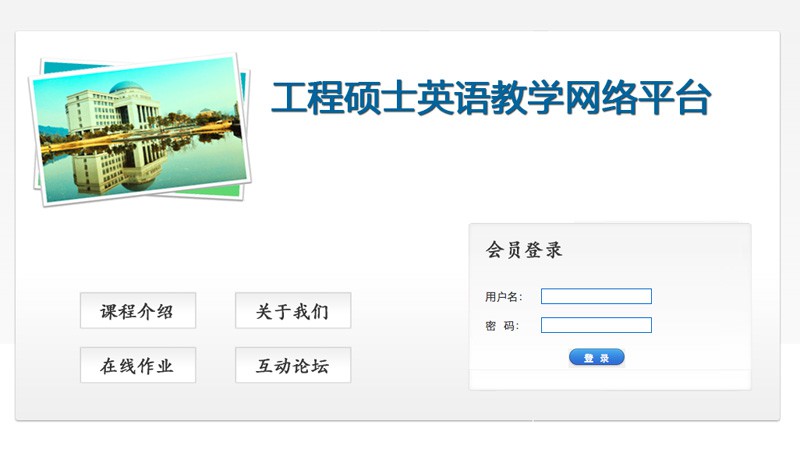 工程硕士英语教学网络平台
会员登录
用户名：
密 码：
登 录
课程介绍
关于我们
在线作业
互动论坛